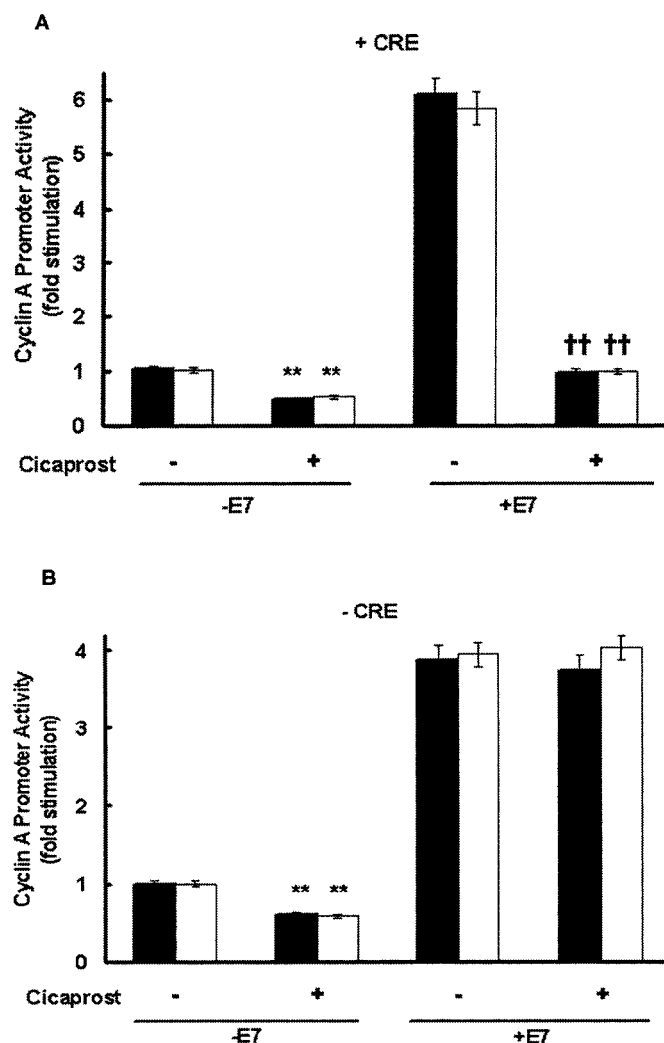 A
+ CRE
Cyclin A Promoter Activity
(fold stimulation)
6
5
4
3
2
1
0
** **
†† ††
Cicaprost - + - +
-E7 +E7
B
- CRE
Cyclin A Promoter Activity
(fold stimulation)
4
3
2
1
0
** **
Cicaprost - + - +
-E7 +E7